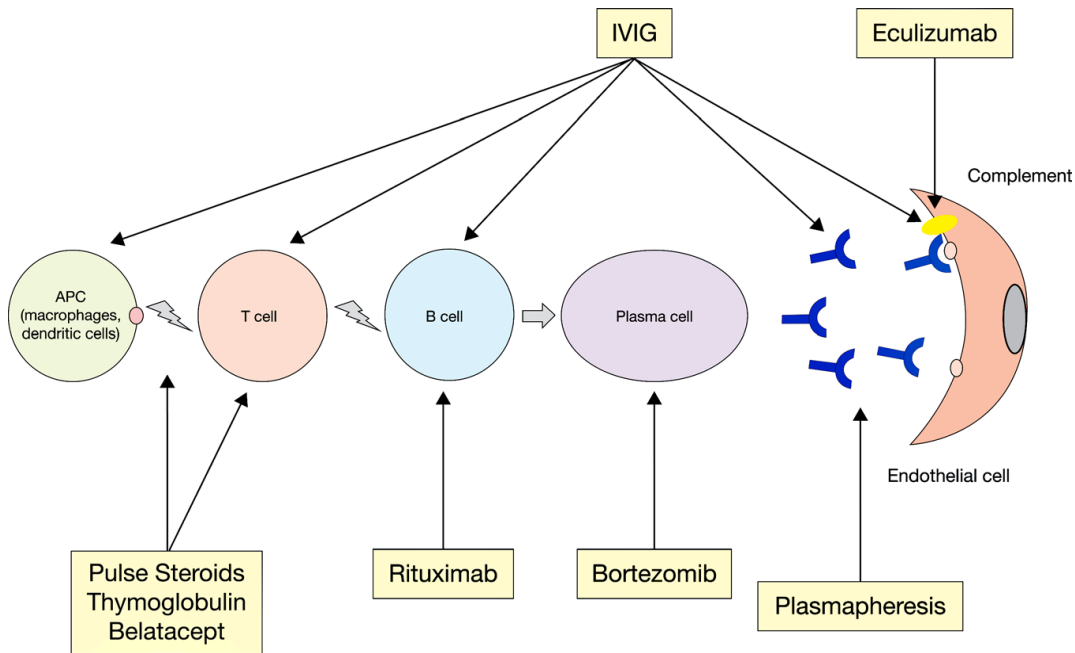 IVIG
Eculizumab
Complement
APC
(macrophages,
dendritic cells)
T cell
B cell
Plasma cell
Endothelial cell
Pulse Steroids
Thymoglobulin
Belatacept
Rituximab
Bortezomib
Plasmapheresis